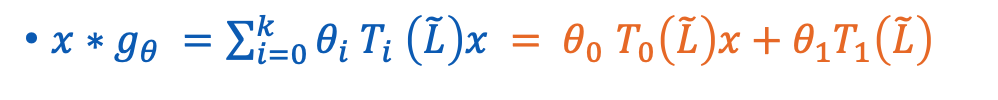 • x * g_θ = ∑_{i=0}^{k} θ_i T_i (L̃)x = θ_0 T_0(L̃)x + θ_1T_1(L̃)